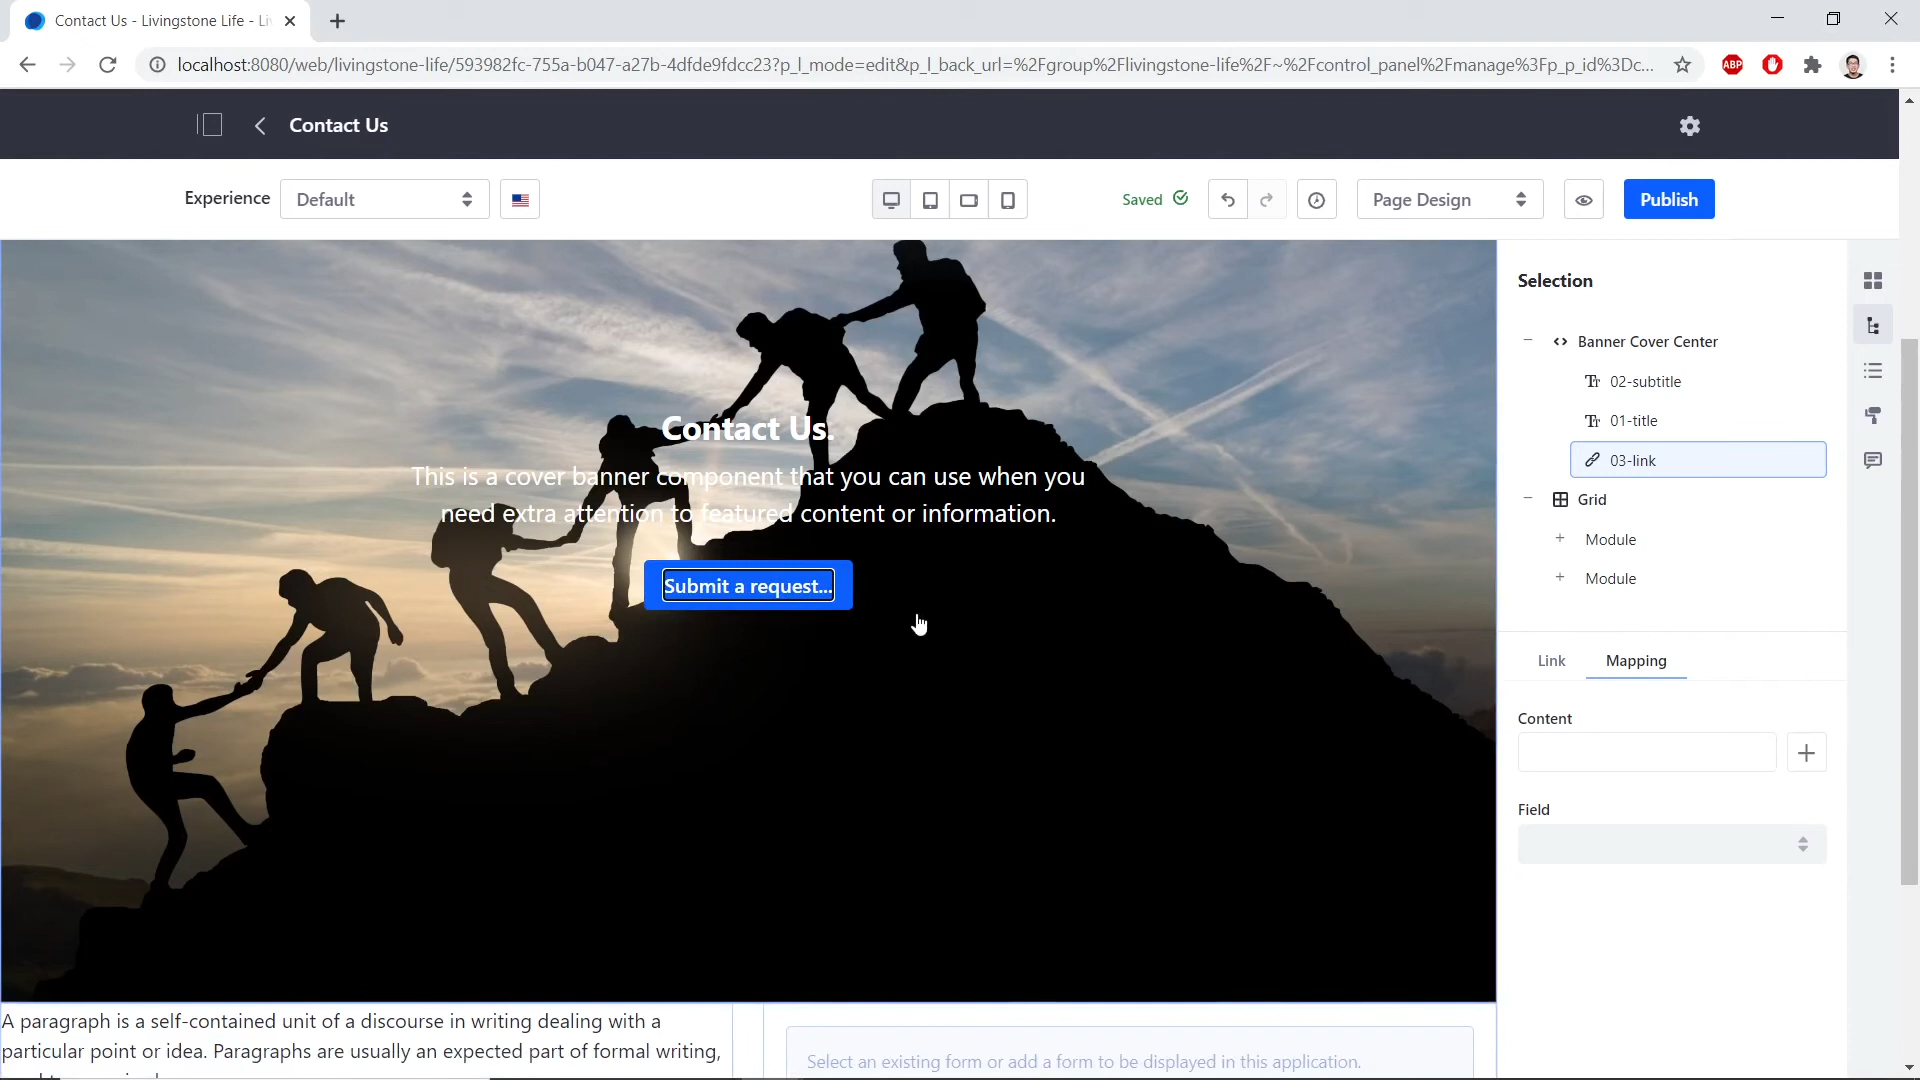 Contact Us - Livingstone Life - Li
localhost:8080/web/livingstone-life/593982fc-755a-b047-a27b-4dfde9fdcc23?p_l_mode=edit&p_l_back_url=%2Fgroup%2Flivingstone-life%2F~%2Fcontrol_panel%2Fmanage%3Fp_p_id%3Dc...
ABP
Contact Us
Experience
Default
Saved
Page Design
Publish
Contact Us.
This is a cover banner component that you can use when you
need extra attention to featured content or information.
Submit a request...
Selection
Banner Cover Center
02-subtitle
01-title
03-link
Grid
Module
Module
Link
Mapping
Content
Field
A paragraph is a self-contained unit of a discourse in writing dealing with a
particular point or idea. Paragraphs are usually an expected part of formal writing,
Select an existing form or add a form to be displayed in this application.